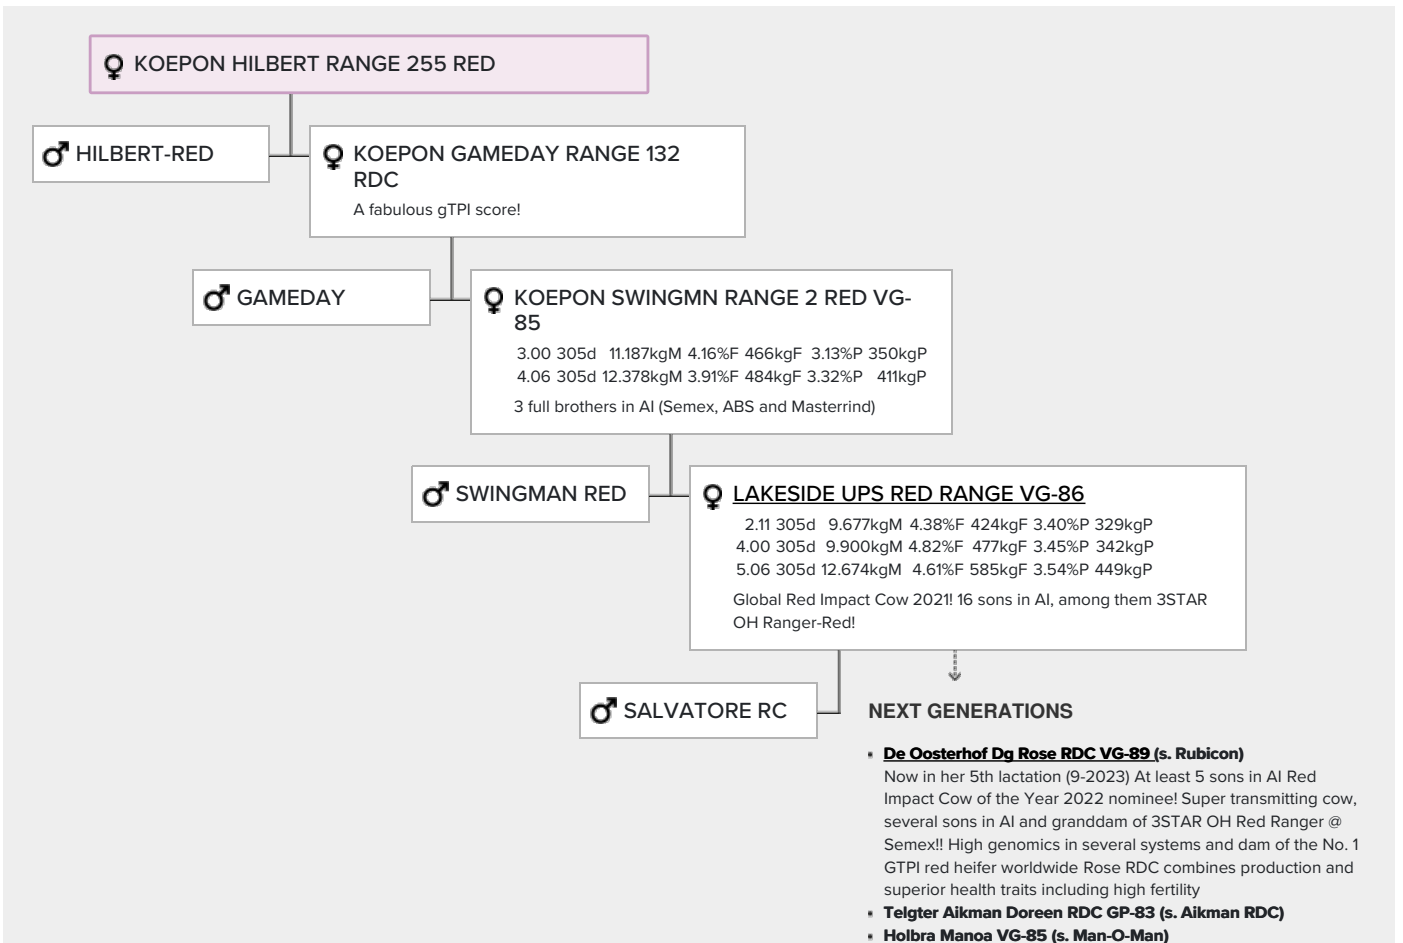 KOEPON HILBERT RANGE 255 RED
HILBERT-RED
KOEPON GAMEDAY RANGE 132
RDC
A fabulous gTPI score!
GAMEDAY
KOEPON SWINGMN RANGE 2 RED VG-
85
3.00 305d 11.187kgM 4.16%F 466kgF 3.13%P 350kgP
4.06 305d 12.378kgM 3.91%F 484kgF 3.32%P 411kgP
3 full brothers in AI (Semex, ABS and Masterrind)
SWINGMAN RED
LAKESIDE UPS RED RANGE VG-86
2.11 305d 9.677kgM 4.38%F 424kgF 3.40%P 329kgP
4.00 305d 9.900kgM 4.82%F 477kgF 3.45%P 342kgP
5.06 305d 12.674kgM 4.61%F 585kgF 3.54%P 449kgP
Global Red Impact Cow 2021! 16 sons in AI, among them 3STAR
OH Ranger-Red!
SALVATORE RC
NEXT GENERATIONS
De Oosterhof Dg Rose RDC VG-89 (s. Rubicon)
Now in her 5th lactation (9-2023) At least 5 sons in AI Red
Impact Cow of the Year 2022 nominee! Super transmitting cow,
several sons in AI and granddam of 3STAR OH Red Ranger @
Semex!! High genomics in several systems and dam of the No. 1
GTPI red heifer worldwide Rose RDC combines production and
superior health traits including high fertility
Telgter Aikman Doreen RDC GP-83 (s. Aikman RDC)
Holbra Manoa VG-85 (s. Man-O-Man)